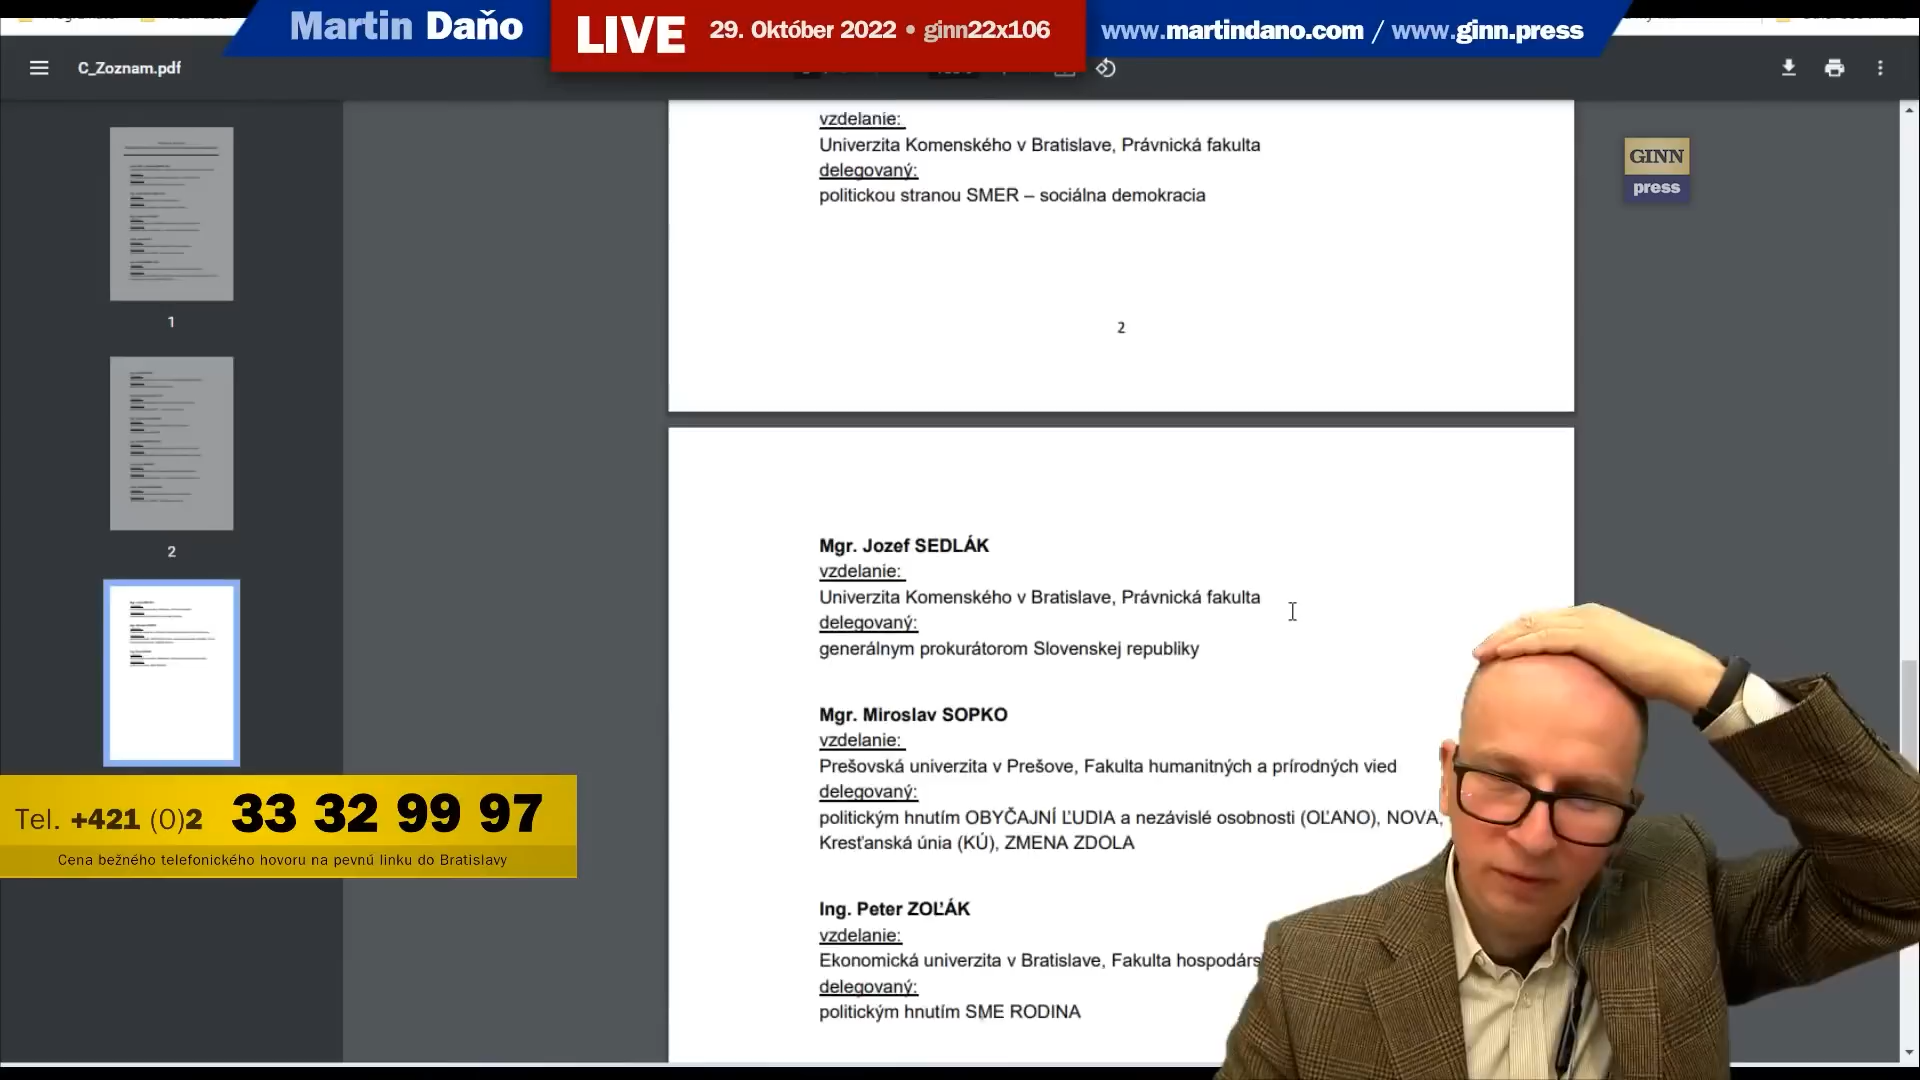 Martin Daňo
LIVE
29. Október 2022 • ginn22x106
www.martindano.com / www.ginn.press
C_Zoznam.pdf
GINN
press
vzdelanie:
Univerzita Komenského v Bratislave, Právnická fakulta
delegovaný:
politickou stranou SMER – sociálna demokracia
2
1
2
Mgr. Jozef SEDLÁK
vzdelanie:
Univerzita Komenského v Bratislave, Právnická fakulta
delegovaný:
generálnym prokurátorom Slovenskej republiky
Mgr. Miroslav SOPKO
vzdelanie:
Prešovská univerzita v Prešove, Fakulta humanitných a prírodných vied
delegovaný:
politickým hnutím OBYČAJNÍ ĽUDIA a nezávislé osobnosti (OĽANO), NOVA,
Kresťanská únia (KÚ), ZMENA ZDOLA
Ing. Peter ZOĽÁK
vzdelanie:
Ekonomická univerzita v Bratislave, Fakulta
delegovaný:
politickým hnutím SME RODINA
Tel. +421 (0)2 33 32 99 97
Cena bežného telefonického hovoru na pevnú linku do Bratislavy